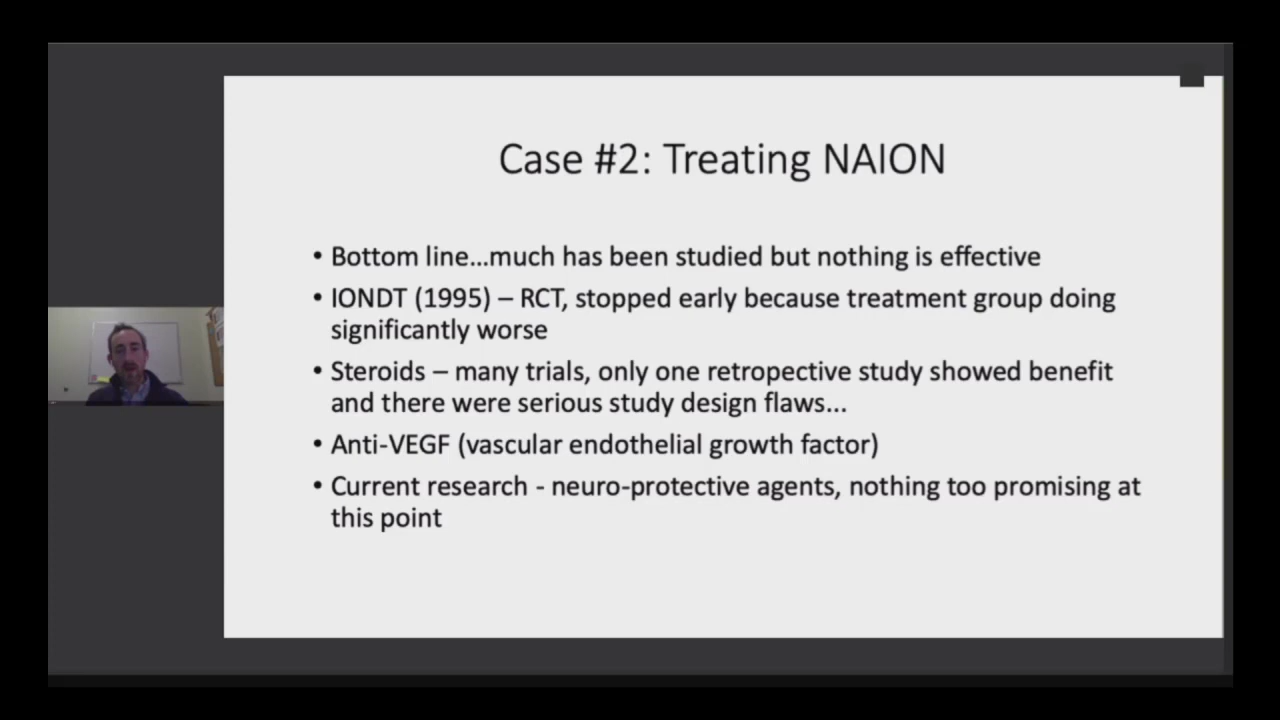 Case #2: Treating NAION
• Bottom line...much has been studied but nothing is effective
• IONDT (1995) – RCT, stopped early because treatment group doing
significantly worse
• Steroids – many trials, only one retropective study showed benefit
and there were serious study design flaws...
• Anti-VEGF (vascular endothelial growth factor)
• Current research - neuro-protective agents, nothing too promising at
this point